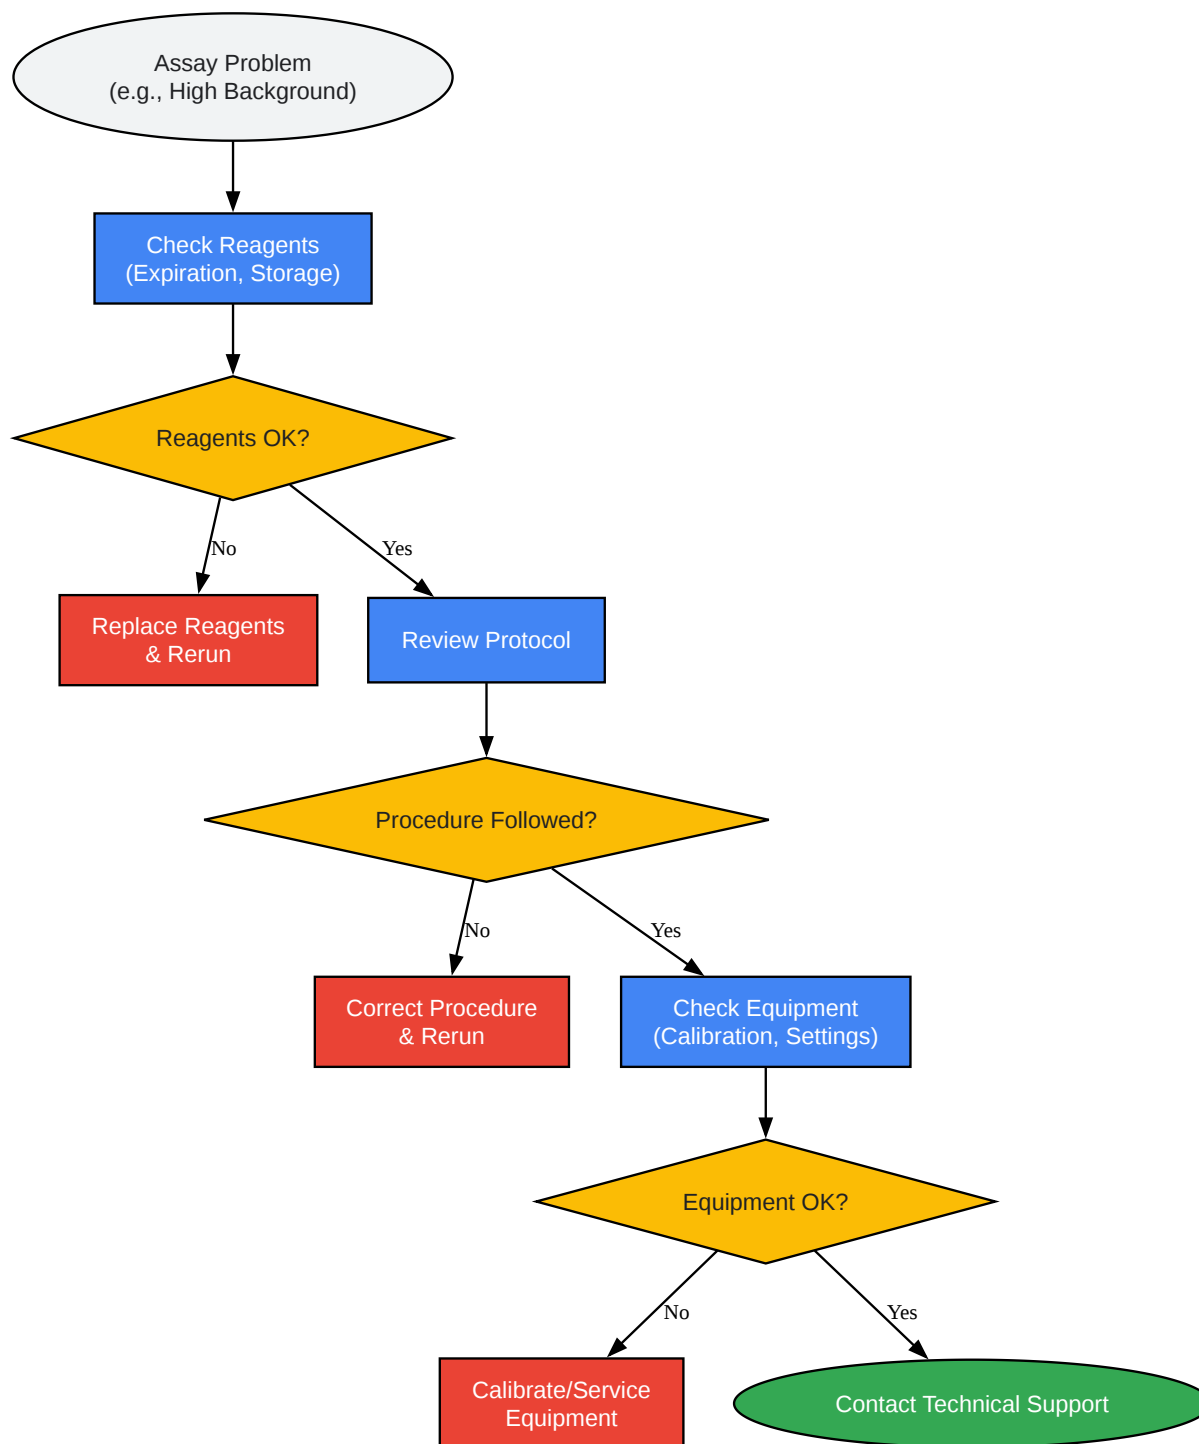 Assay Problem
(e.g., High Background)
Check Reagents
(Expiration, Storage)
Reagents OK?
No
Yes
Replace Reagents
& Rerun
Review Protocol
Procedure Followed?
No
Yes
Correct Procedure
& Rerun
Check Equipment
(Calibration, Settings)
Equipment OK?
No
Yes
Calibrate/Service
Equipment
Contact Technical Support